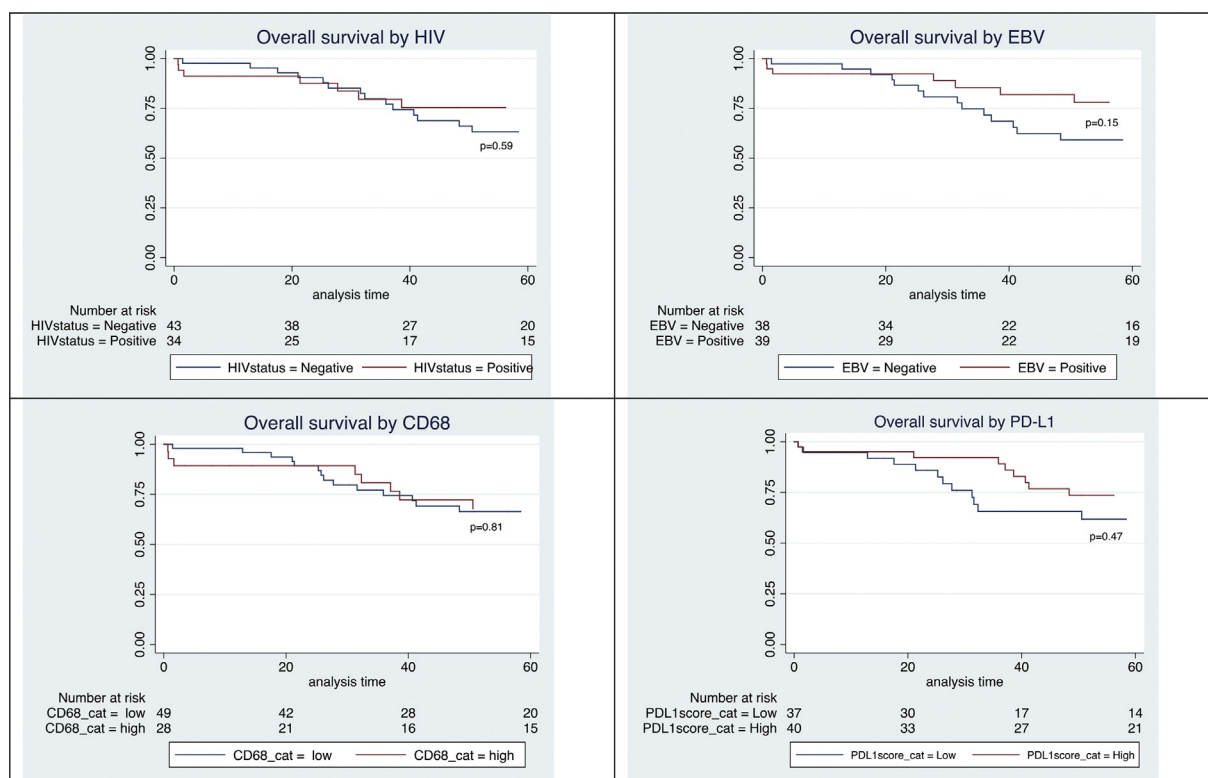 Overall survival by HIV
1.00
0.75
0.50
0.25
0.00
p=0.59
0 20 40 60
analysis time
Number at risk
HIVstatus = Negative 43 38 27 20
HIVstatus = Positive 34 25 17 15
HIVstatus = Negative HIVstatus = Positive
Overall survival by EBV
1.00
0.75
0.50
0.25
0.00
p=0.15
0 20 40 60
analysis time
Number at risk
EBV = Negative 38 34 22 16
EBV = Positive 39 29 22 19
EBV = Negative EBV = Positive
Overall survival by CD68
1.00
0.75
0.50
0.25
0.00
p=0.81
0 20 40 60
analysis time
Number at risk
CD68_cat = low 49 42 28 20
CD68_cat = high 28 21 16 15
CD68_cat = low CD68_cat = high
Overall survival by PD-L1
1.00
0.75
0.50
0.25
0.00
p=0.47
0 20 40 60
analysis time
Number at risk
PDL1score_cat = Low 37 30 17 14
PDL1score_cat = High 40 33 27 21
PDL1score_cat = Low PDL1score_cat = High